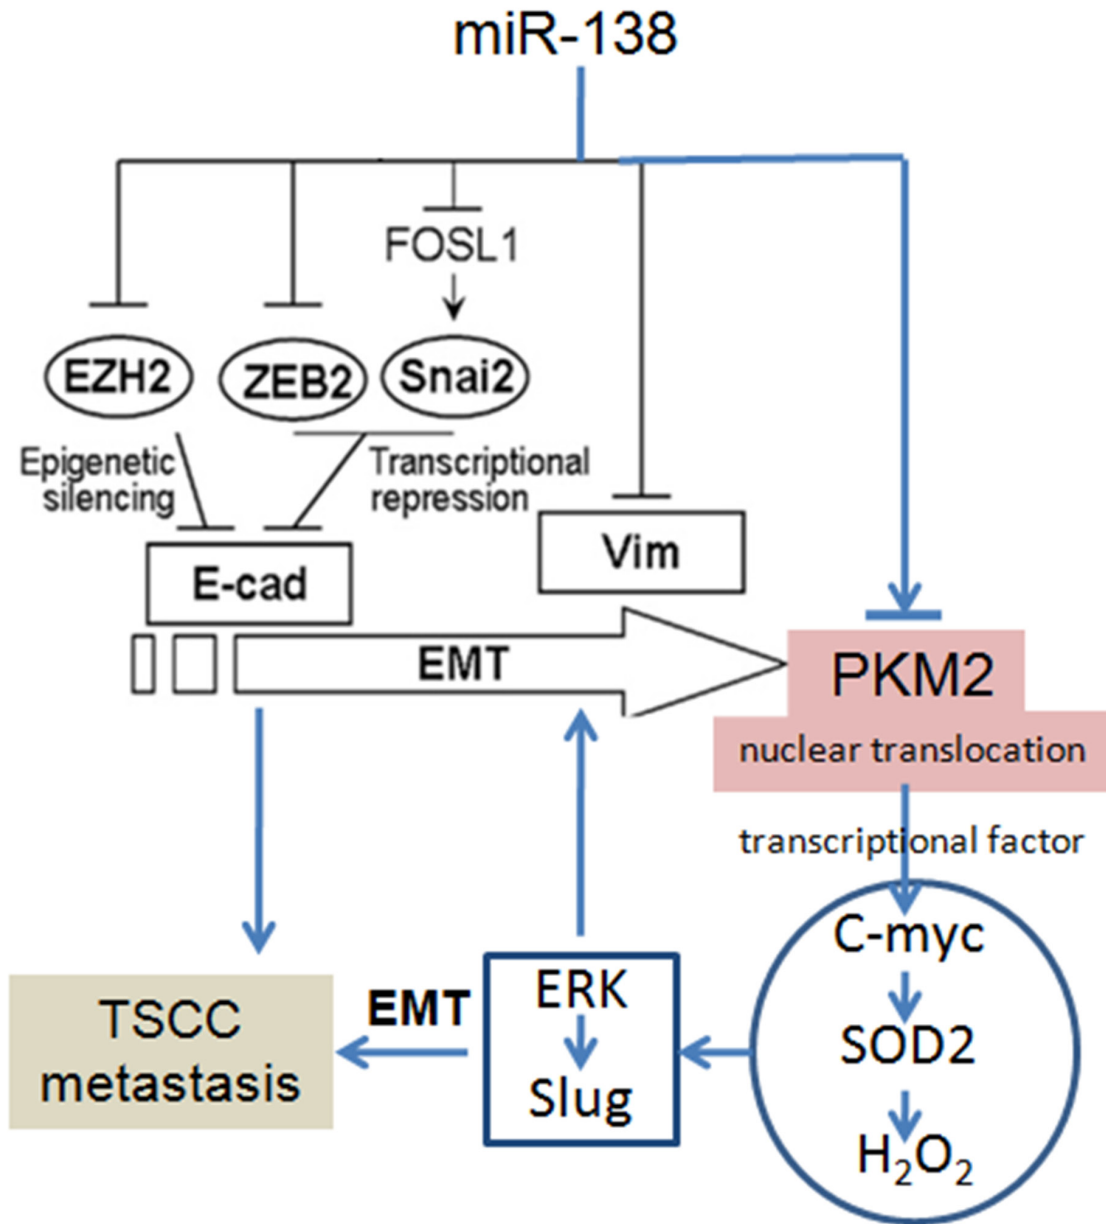 miR-138
FOSL1
EZH2
ZEB2
Snai2
Epigenetic
silencing
Transcriptional
repression
E-cad
Vim
EMT
PKM2
nuclear translocation
transcriptional factor
C-myc
SOD2
H₂O₂
ERK
Slug
EMT
TSCC
metastasis